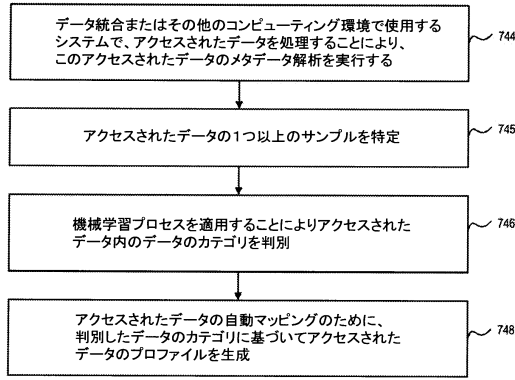 データ統合またはその他のコンピューティング環境で使用する
システムで、アクセスされたデータを処理することにより、
このアクセスされたデータのメタデータ解析を実行する
744
アクセスされたデータの1つ以上のサンプルを特定
745
機械学習プロセスを適用することによりアクセスされた
データ内のデータのカテゴリを判別
746
アクセスされたデータの自動マッピングのために、
判別したデータのカテゴリに基づいてアクセスされた
データのプロファイルを生成
748